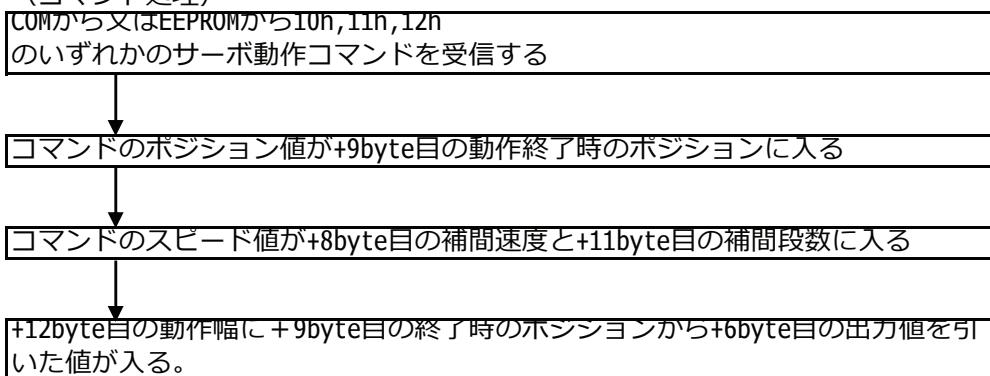 (コマンド処理)
COMから又はEEPROMから10h,11h,12h
のいずれかのサーボ動作コマンドを受信する
コマンドのポジション値が+9byte目の動作終了時のポジションに入る
コマンドのスピード値が+8byte目の補間速度と+11byte目の補間段数に入る
+12byte目の動作幅に＋9byte目の終了時のポジションから+6byte目の出力値を引
いた値が入る。